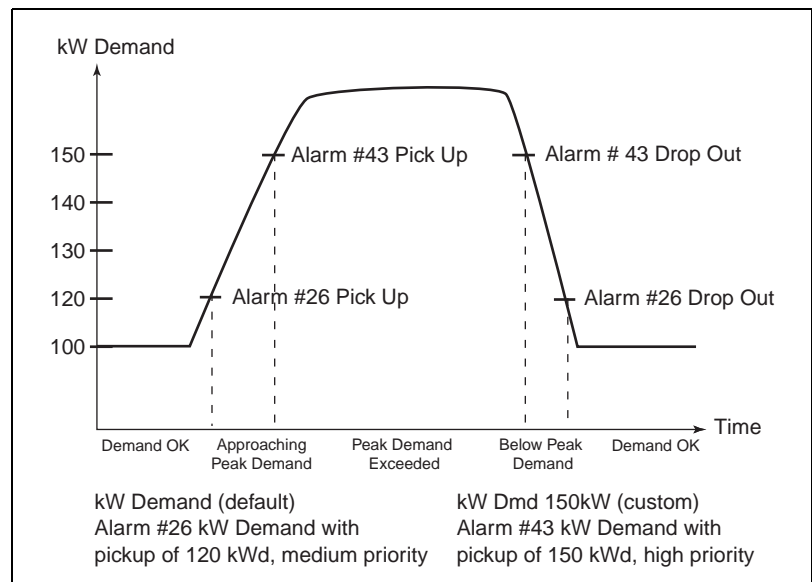 kW Demand
150
140
130
120
100
Alarm #43 Pick Up
Alarm # 43 Drop Out
Alarm #26 Pick Up
Alarm #26 Drop Out
Time
Demand OK
Approaching
Peak Demand
Peak Demand
Exceeded
Below Peak
Demand
Demand OK
kW Demand (default)
Alarm #26 kW Demand with
pickup of 120 kWd, medium priority
kW Dmd 150kW (custom)
Alarm #43 kW Demand with
pickup of 150 kWd, high priority